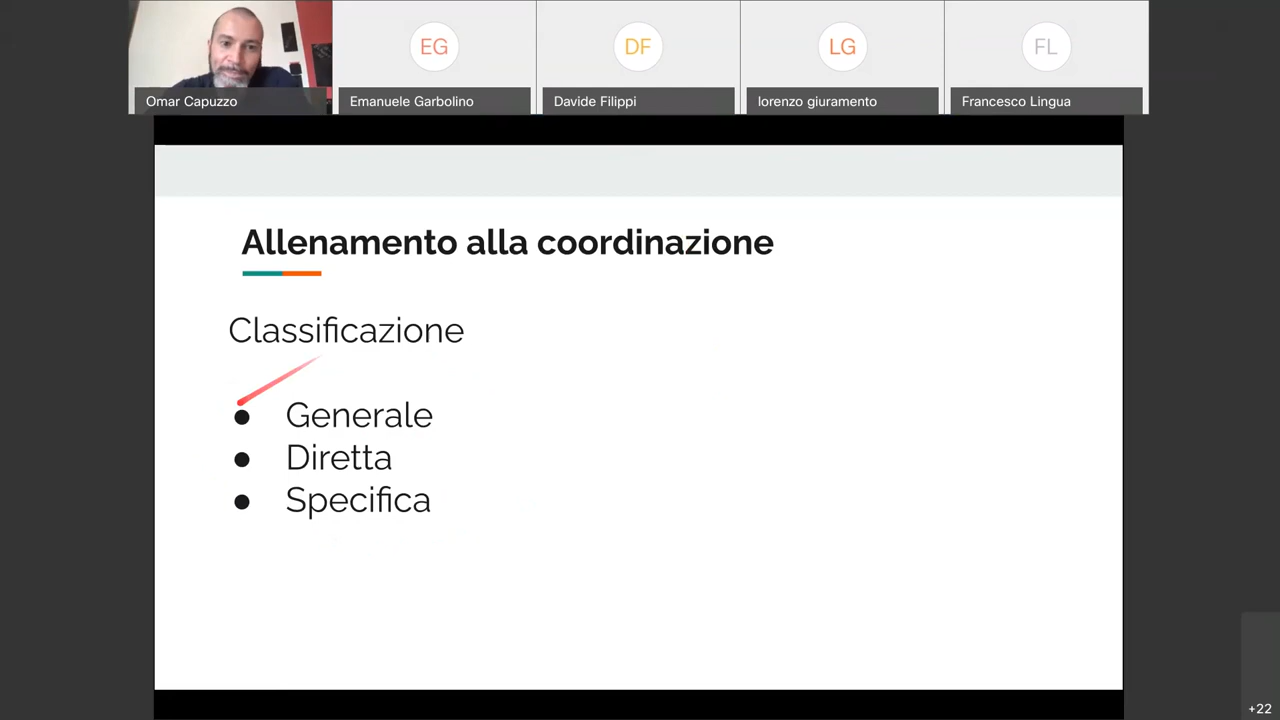 EG
DF
LG
FL
Omar Capuzzo
Emanuele Garbolino
Davide Filippi
lorenzo giuramento
Francesco Lingua
Allenamento alla coordinazione
Classificazione
● Generale
● Diretta
● Specifica
+22